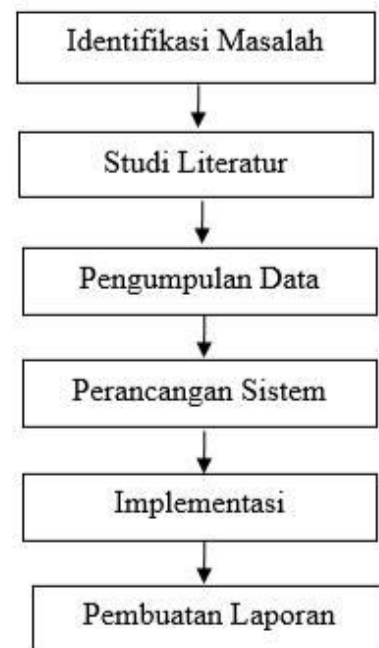 Identifikasi Masalah
Studi Literatur
Pengumpulan Data
Perancangan Sistem
Implementasi
Pembuatan Laporan